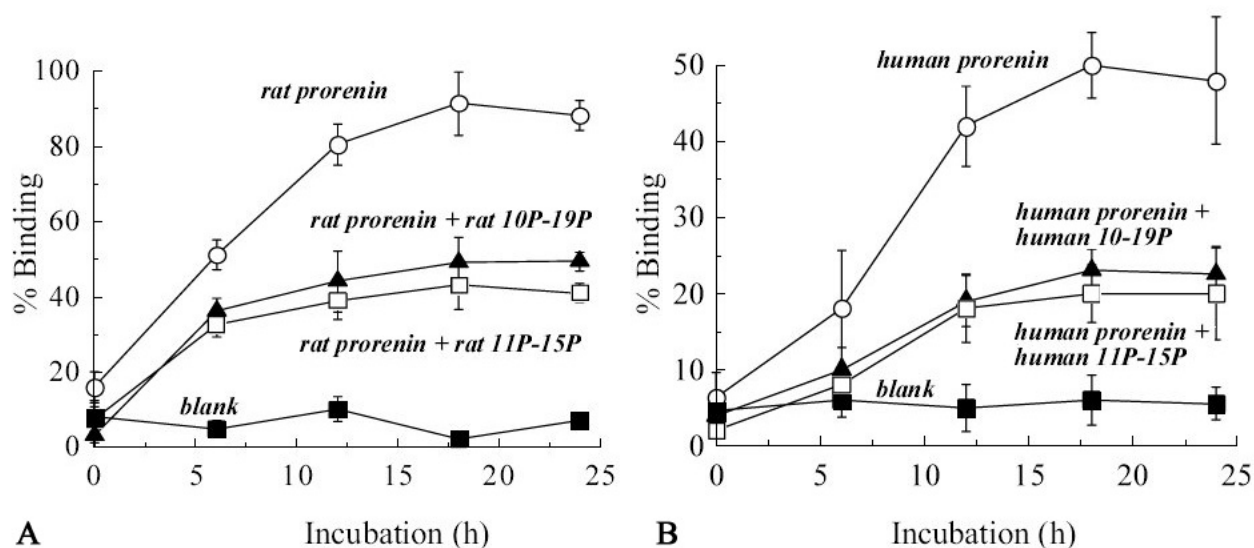 100
80
60
40
20
0
% Binding
rat prorenin
rat prorenin + rat 10P-19P
rat prorenin + rat 11P-15P
blank
0 5 10 15 20 25
A Incubation (h)
50
40
30
20
10
0
% Binding
human prorenin
human prorenin +
human 10-19P
human prorenin +
human 11P-15P
blank
0 5 10 15 20 25
B Incubation (h)